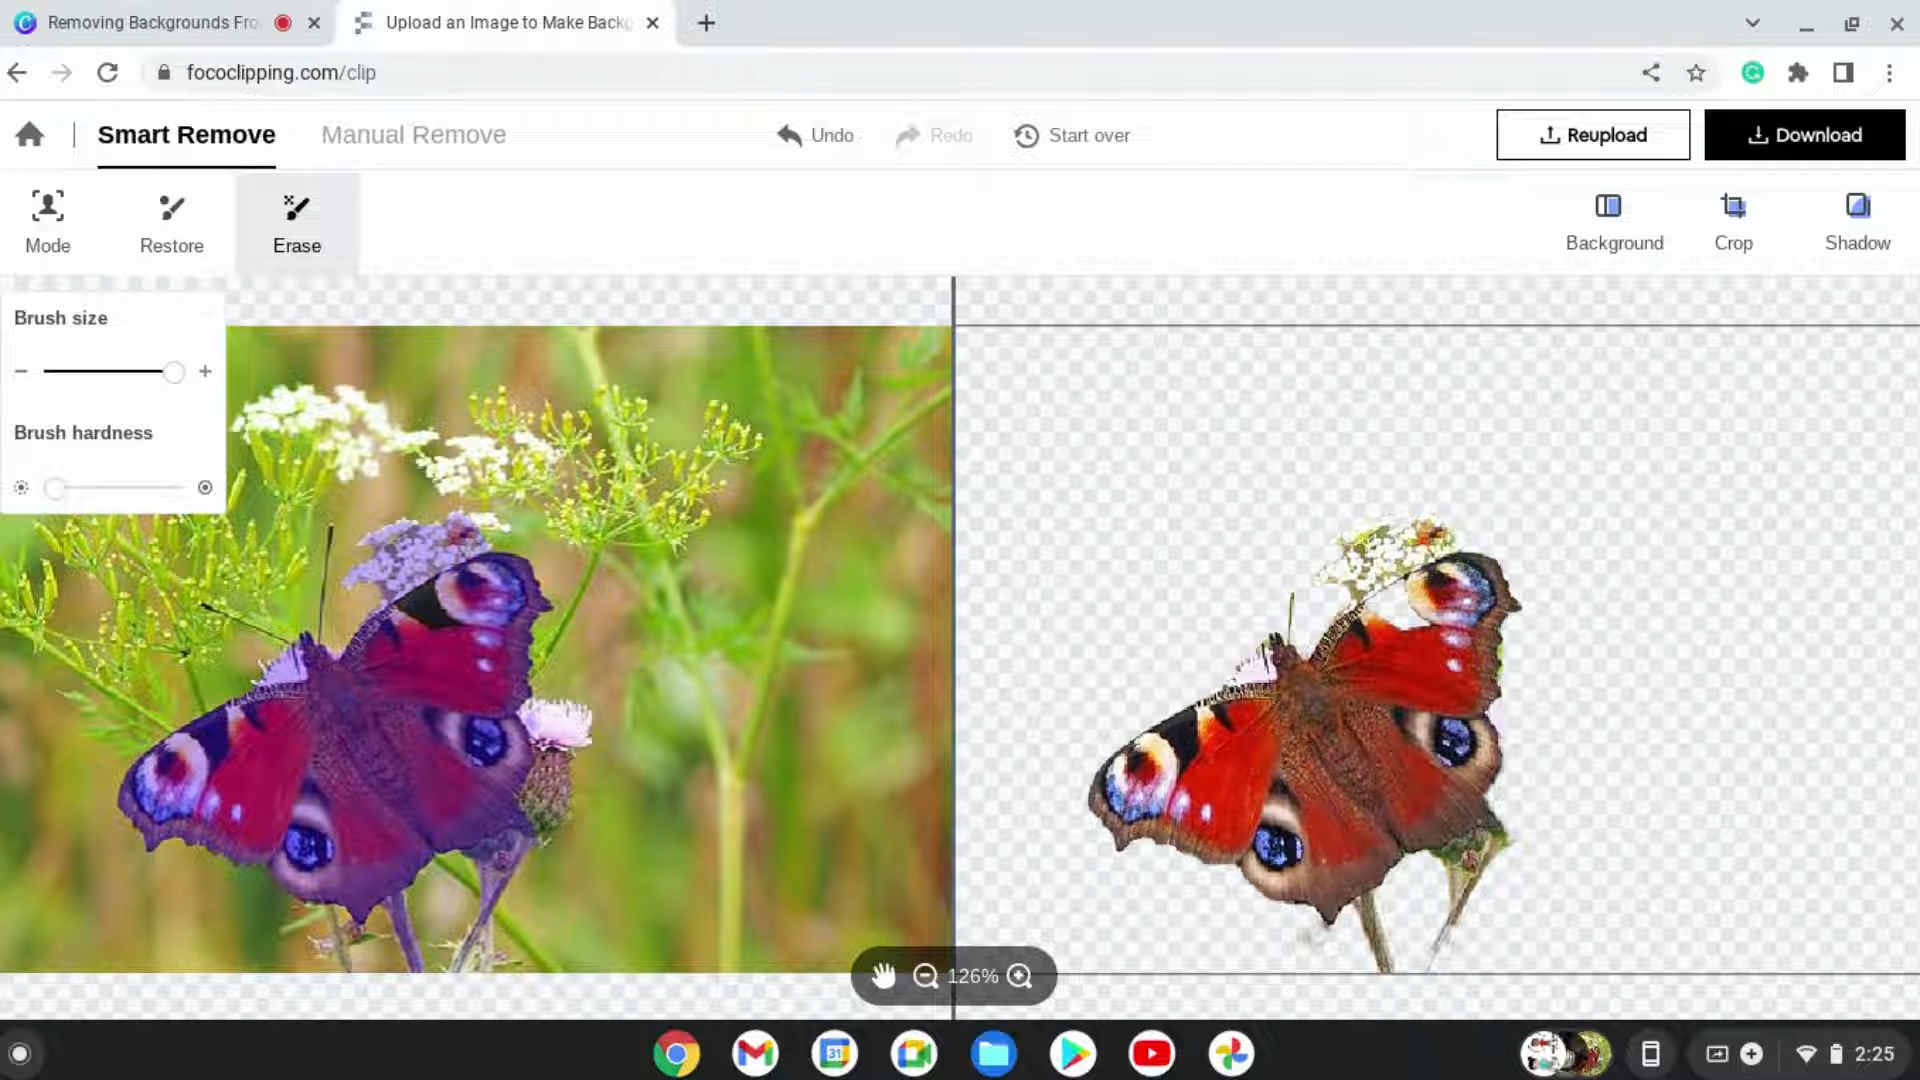 Removing Backgrounds Fro
Upload an Image to Make Backg
fococlipping.com/clip
Smart Remove
Manual Remove
Undo
Redo
Start over
Reupload
Download
Mode
Restore
Erase
Background
Crop
Shadow
Brush size
Brush hardness
126%
31
2:25